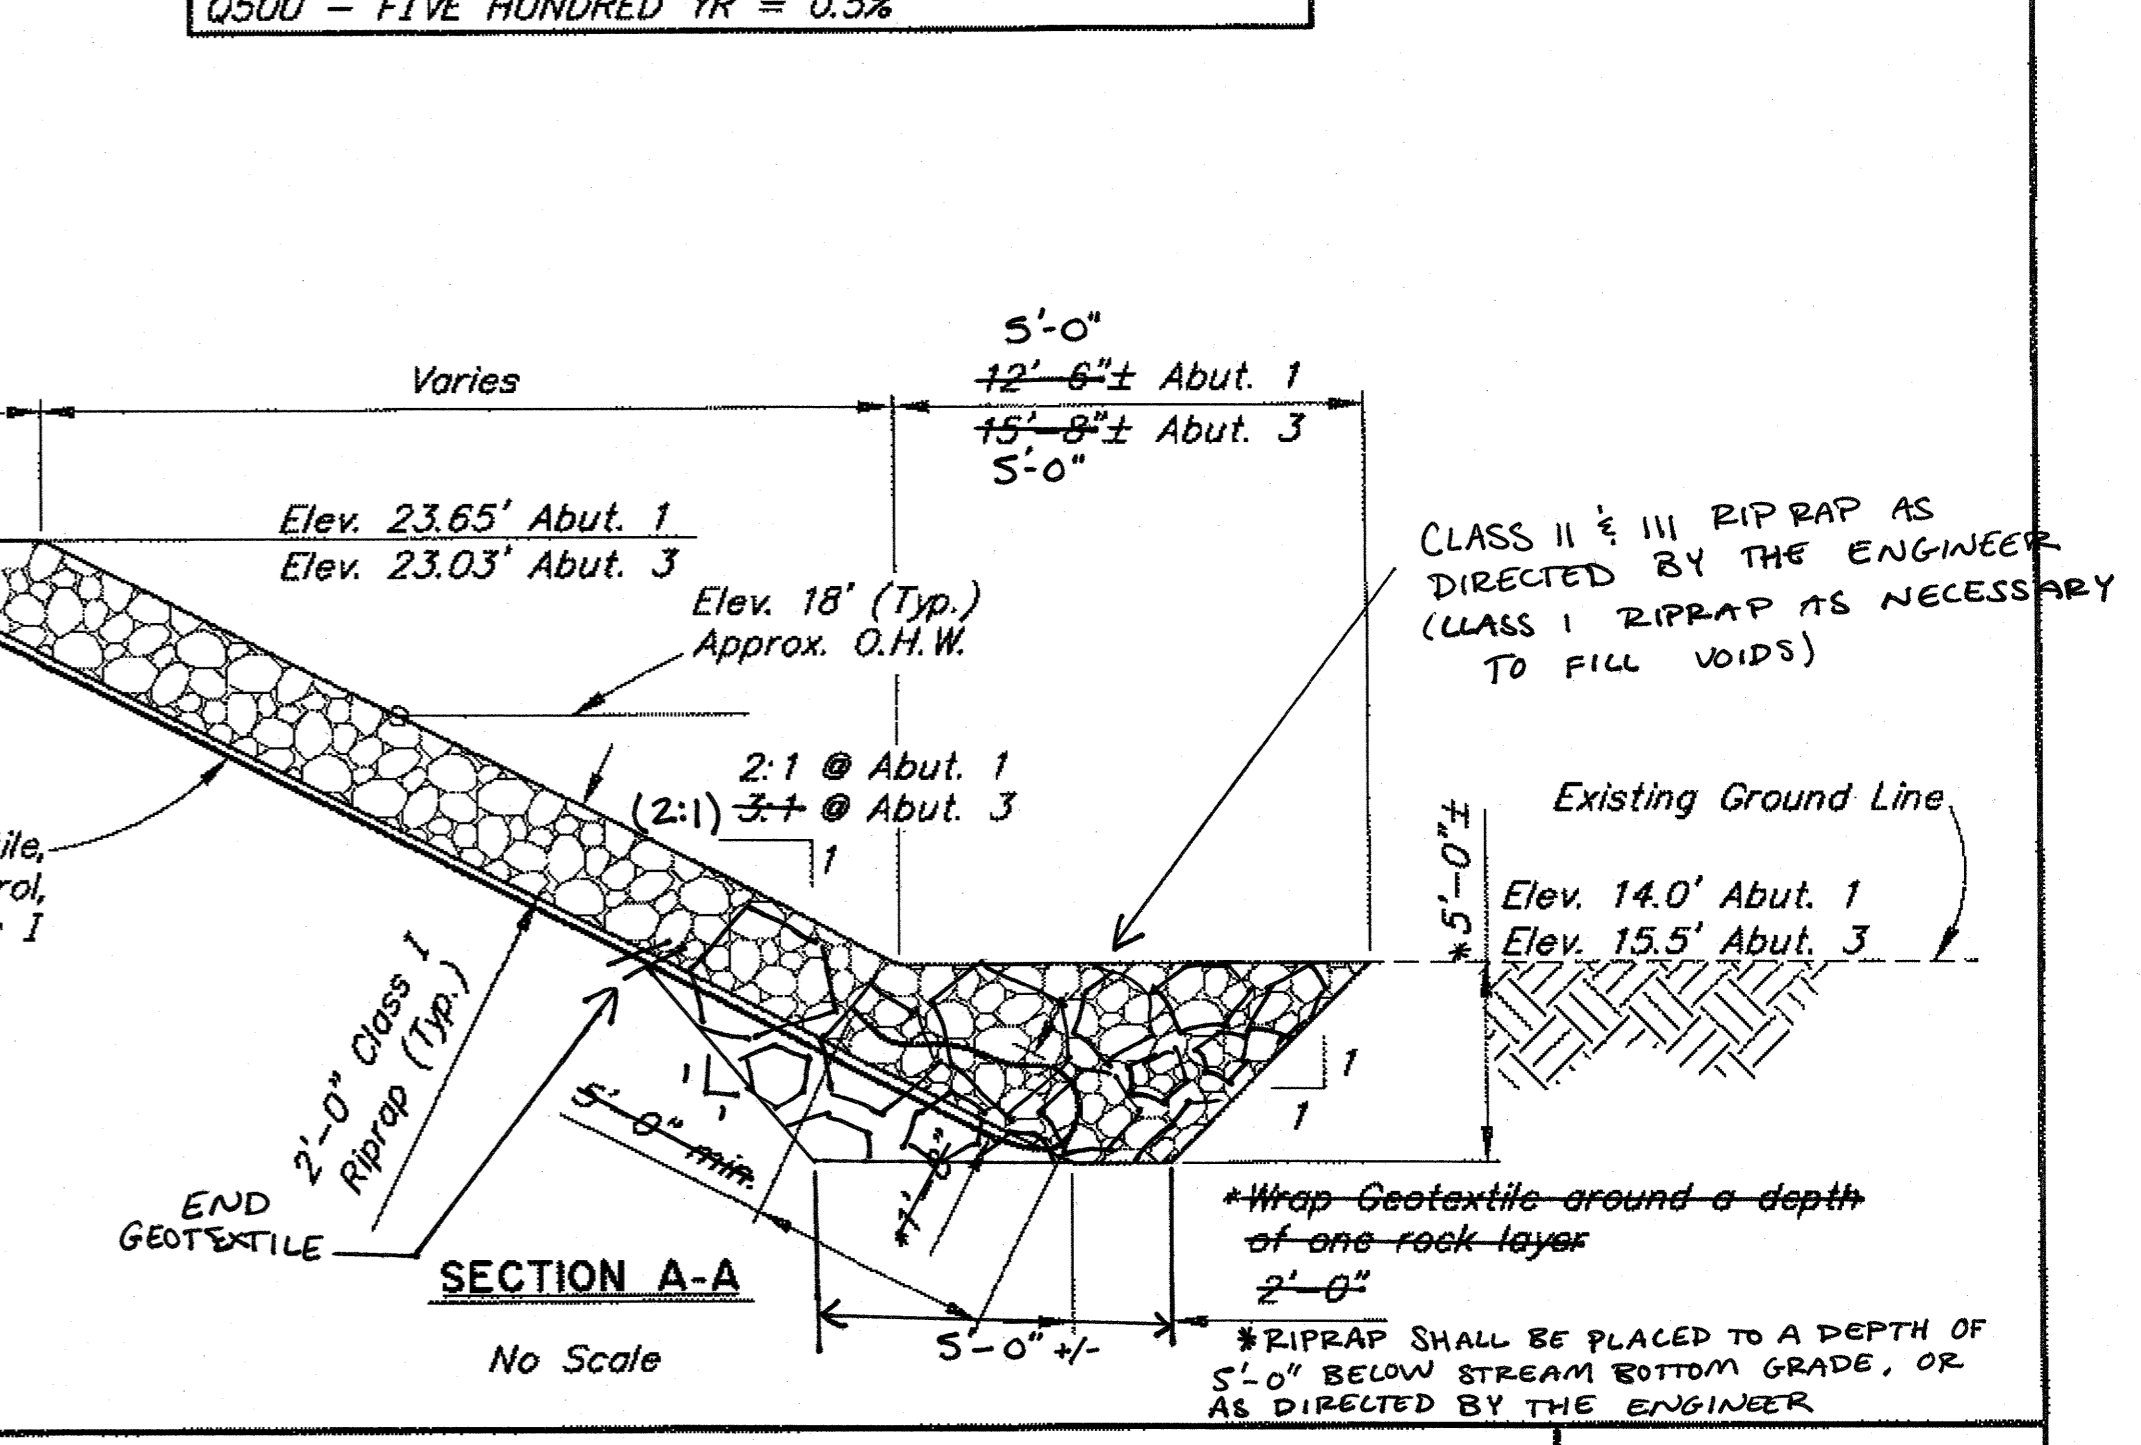 Q500 - FIVE HUNDRED YR = 0.5%
Varies
5'-0"
12'-6"± Abut. 1
15'-8"± Abut. 3
5'-0"
Elev. 23.65' Abut. 1
Elev. 23.03' Abut. 3
Elev. 18' (Typ.)
Approx. O.H.W.
CLASS II & III RIPRAP AS
DIRECTED BY THE ENGINEER
(CLASS I RIPRAP AS NECESSARY
TO FILL VOIDS)
2:1 @ Abut. 1
(2:1) 3:1 @ Abut. 3
1
Existing Ground Line
*5'-0"±
Elev. 14.0' Abut. 1
Elev. 15.5' Abut. 3
ile,
rol,
I
2'-0" Class I
Riprap (Typ.)
1
1
5'-0" min.
1
1
END
GEOTEXTILE
SECTION A-A
No Scale
*Wrap Geotextile around a depth
of one rock layer
2'-0"
5'-0" +/-
*RIPRAP SHALL BE PLACED TO A DEPTH OF
5'-0" BELOW STREAM BOTTOM GRADE, OR
AS DIRECTED BY THE ENGINEER